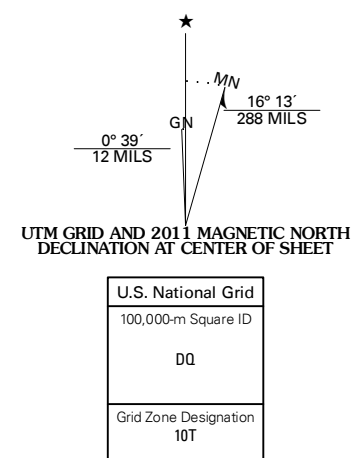 ★
MN
GN
16° 13´
288 MILS
0° 39´
12 MILS
UTM GRID AND 2011 MAGNETIC NORTH
DECLINATION AT CENTER OF SHEET
U.S. National Grid
100,000-m Square ID
DQ
Grid Zone Designation
10T